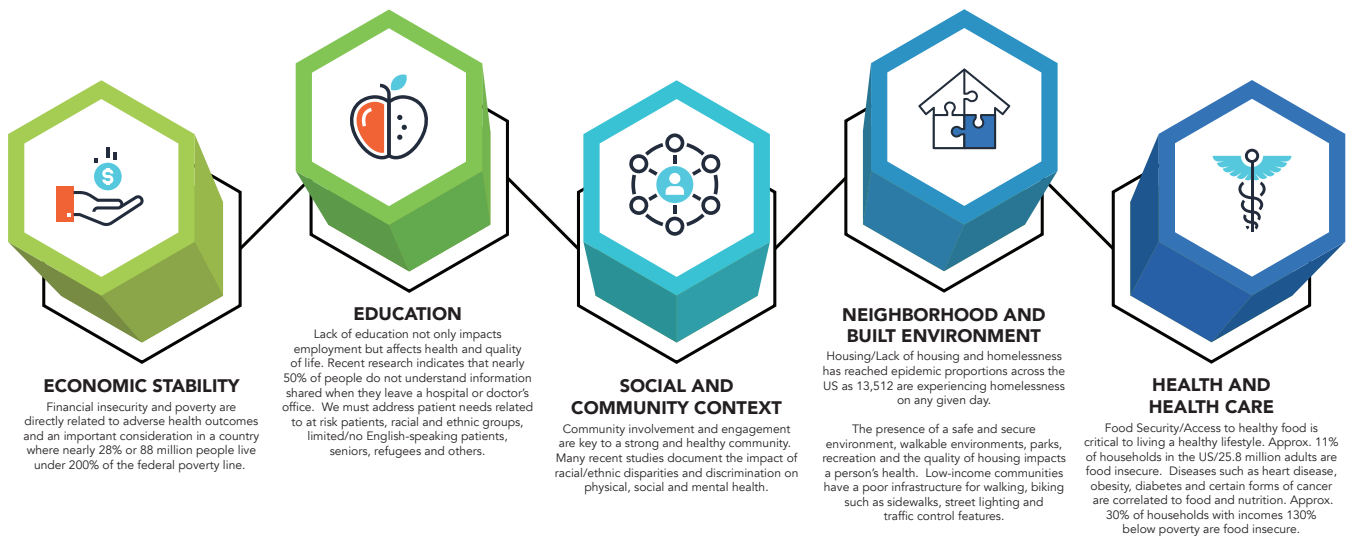 ECONOMIC STABILITY
Financial insecurity and poverty are
directly related to adverse health outcomes
and an important consideration in a country
where nearly 28% or 88 million people live
under 200% of the federal poverty line.
EDUCATION
Lack of education not only impacts
employment but affects health and quality
of life. Recent research indicates that nearly
50% of people do not understand information
shared when they leave a hospital or doctor’s
office. We must address patient needs related
to at risk patients, racial and ethnic groups,
limited/no English-speaking patients,
seniors, refugees and others.
SOCIAL AND
COMMUNITY CONTEXT
Community involvement and engagement
are key to a strong and healthy community.
Many recent studies document the impact of
racial/ethnic disparities and discrimination on
physical, social and mental health.
NEIGHBORHOOD AND
BUILT ENVIRONMENT
Housing/Lack of housing and homelessness
has reached epidemic proportions across the
US as 13,512 are experiencing homelessness
on any given day.
The presence of a safe and secure
environment, walkable environments, parks,
recreation and the quality of housing impacts
a person’s health. Low-income communities
have a poor infrastructure for walking, biking
such as sidewalks, street lighting and
traffic control features.
HEALTH AND
HEALTH CARE
Food Security/Access to healthy food is
critical to living a healthy lifestyle. Approx. 11%
of households in the US/25.8 million adults are
food insecure. Diseases such as heart disease,
obesity, diabetes and certain forms of cancer
are correlated to food and nutrition. Approx.
30% of households with incomes 130%
below poverty are food insecure.
$